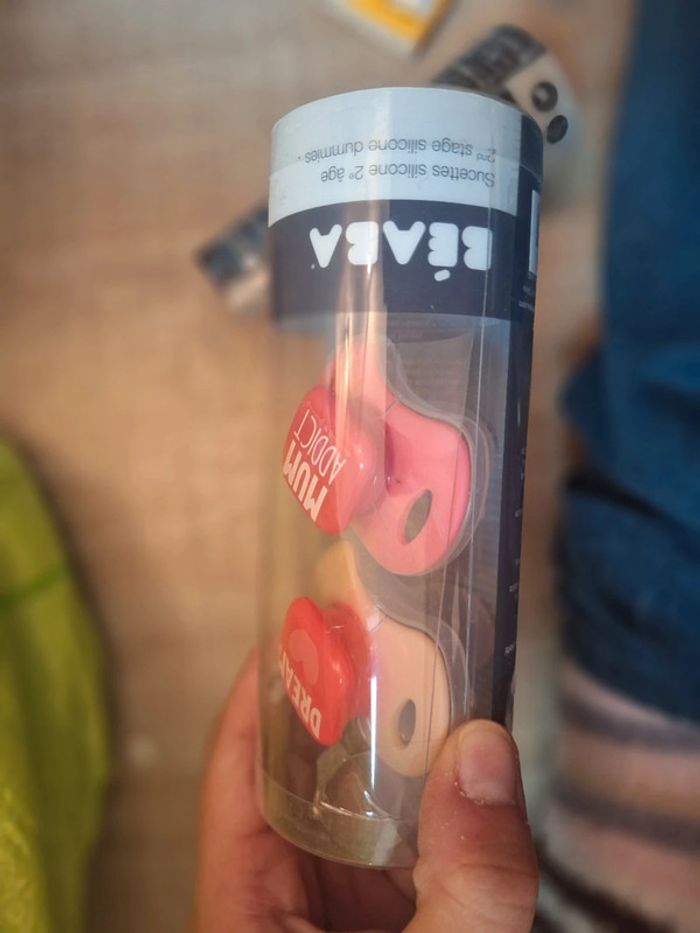 BÉABA
Sucettes silicone 2e âge
2nd stage silicone dummies
MUM
ADDICT